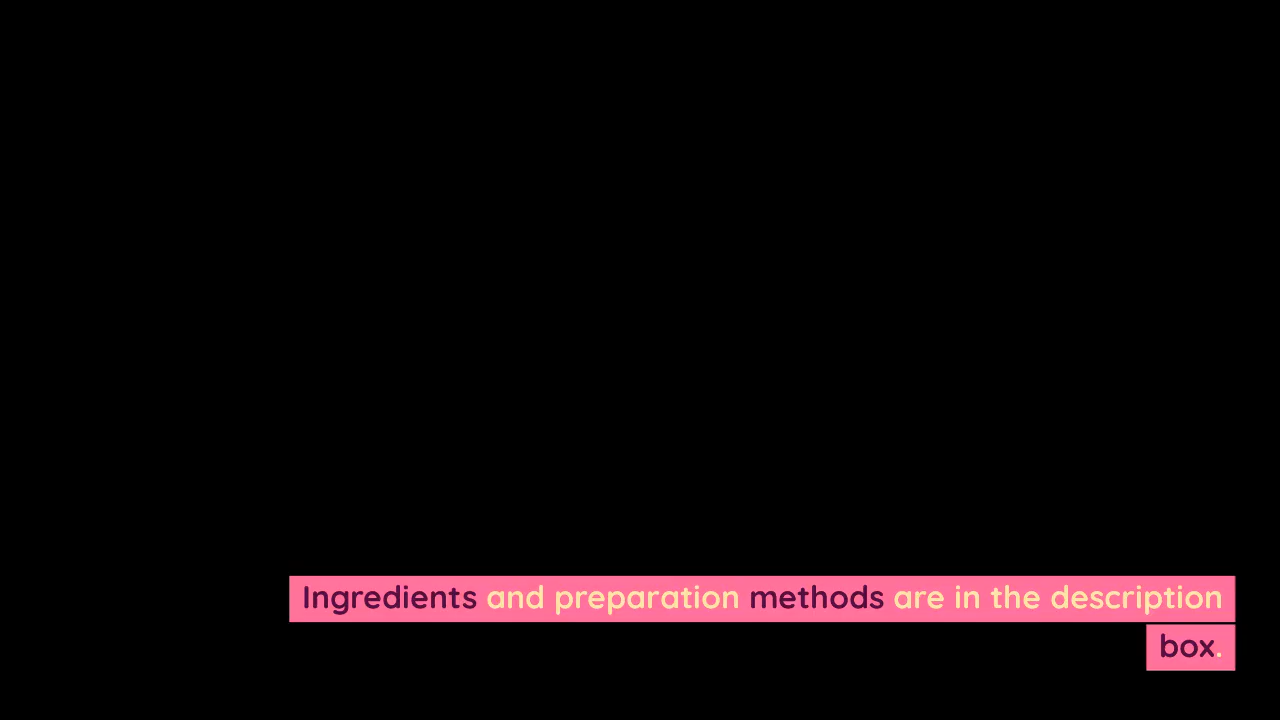 Ingredients and preparation methods are in the description
box.